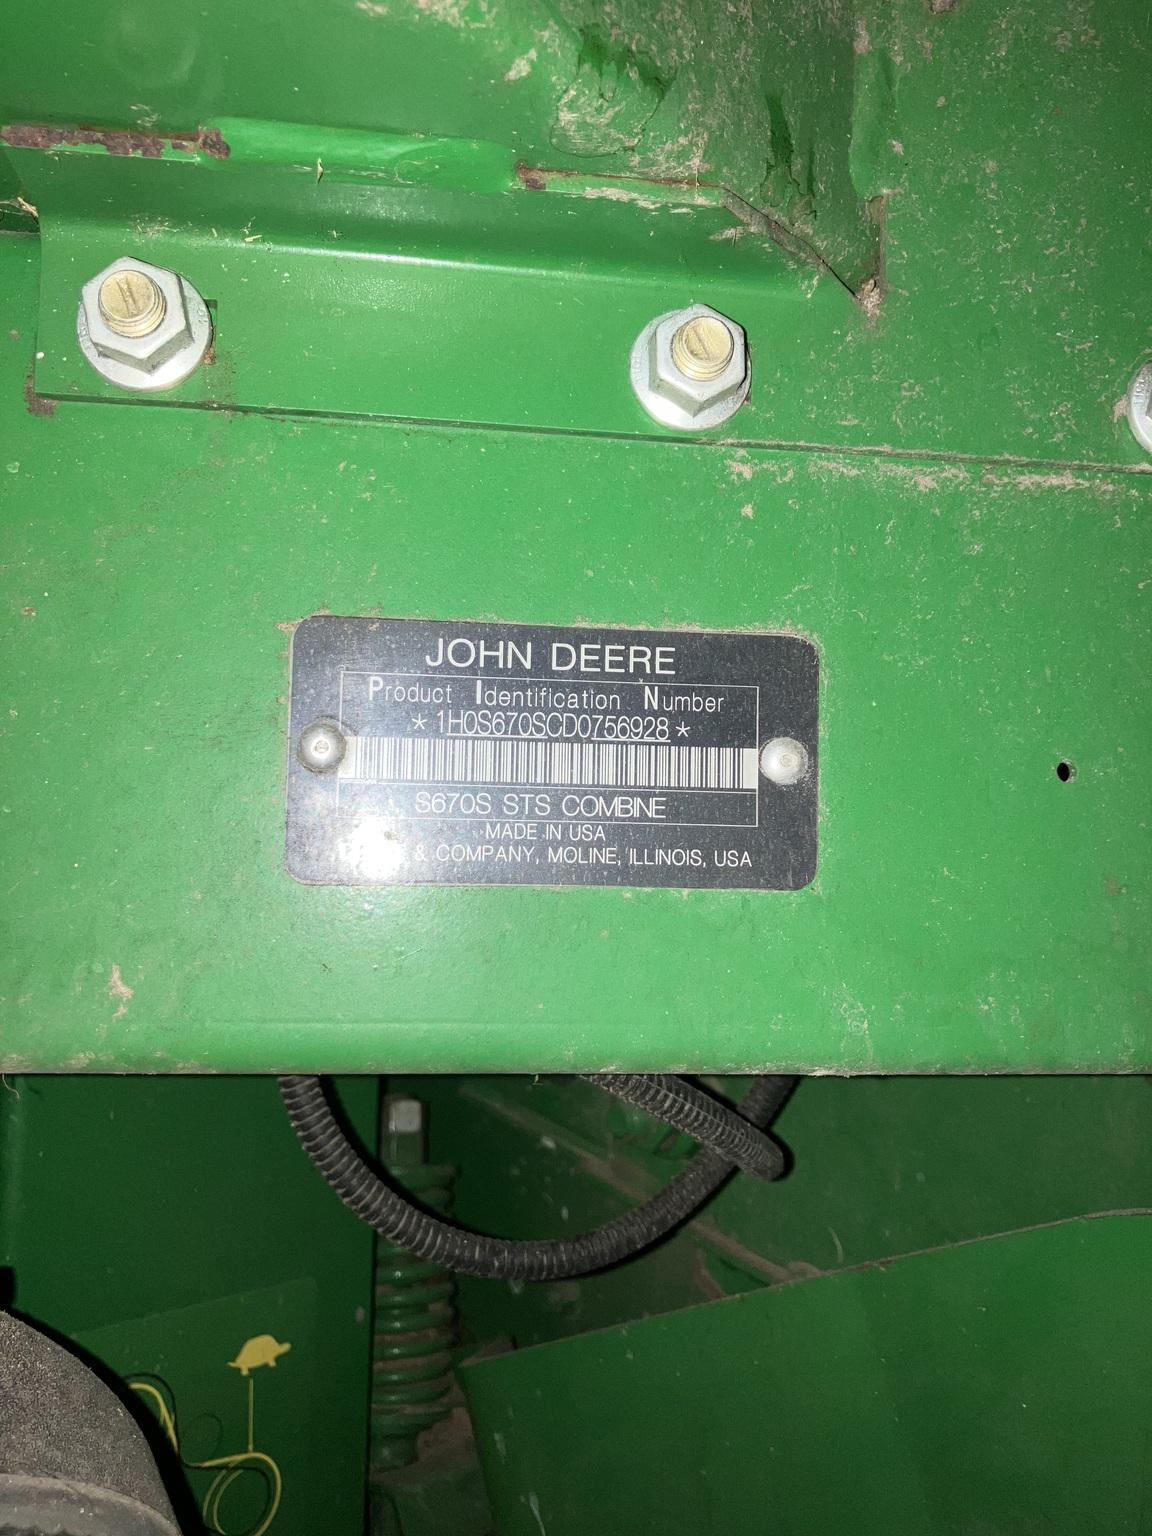 JOHN DEERE
Product Identification Number
*1H0S670SCD0756928*
S670S STS COMBINE
MADE IN USA
& COMPANY, MOLINE, ILLINOIS, USA